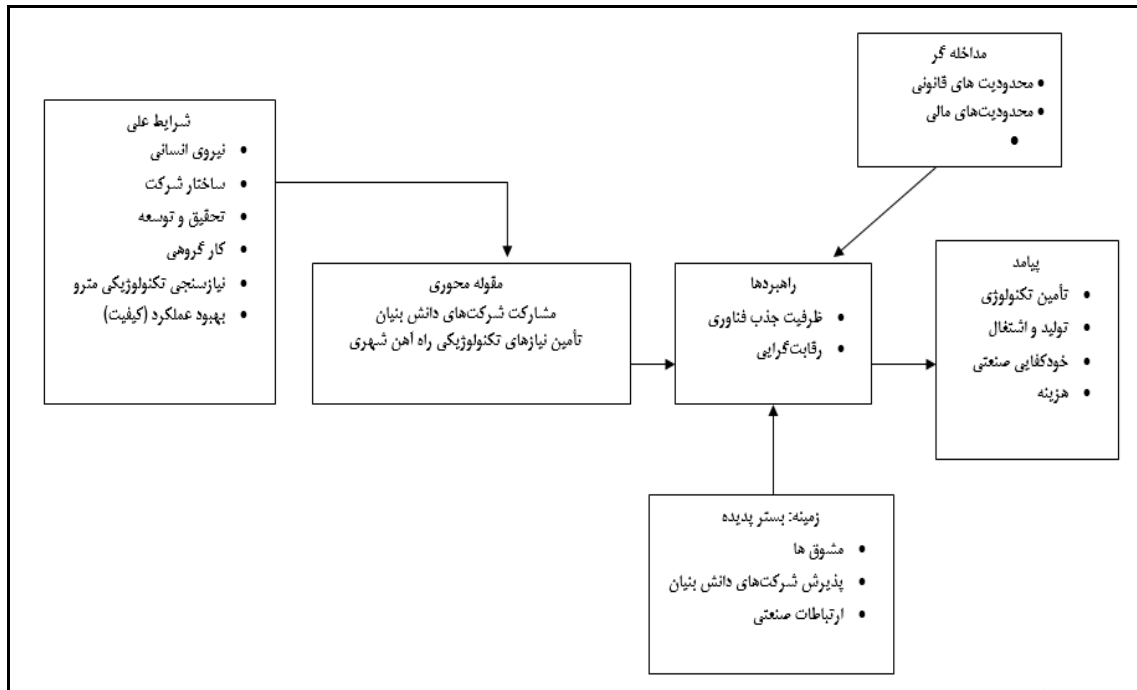 مداخله گر
• محدودیت های قانونی
• محدودیت‌های مالی
•
شرایط علی
• نیروی انسانی
• ساختار شرکت
• تحقیق و توسعه
• کار گروهی
• نیازسنجی تکنولوژیکی مترو
• بهبود عملکرد (کیفیت)
مقوله محوری
مشارکت شرکت‌های دانش بنیان
تأمین نیازهای تکنولوژیکی راه آهن شهری
راهبردها
• ظرفیت جذب فناوری
• رقابت‌گرایی
پیامد
• تأمین تکنولوژی
• تولید و اشتغال
• خودکفایی صنعتی
• هزینه
زمینه: بستر پدیده
• مشوق ها
• پذیرش شرکت‌های دانش بنیان
• ارتباطات صنعتی